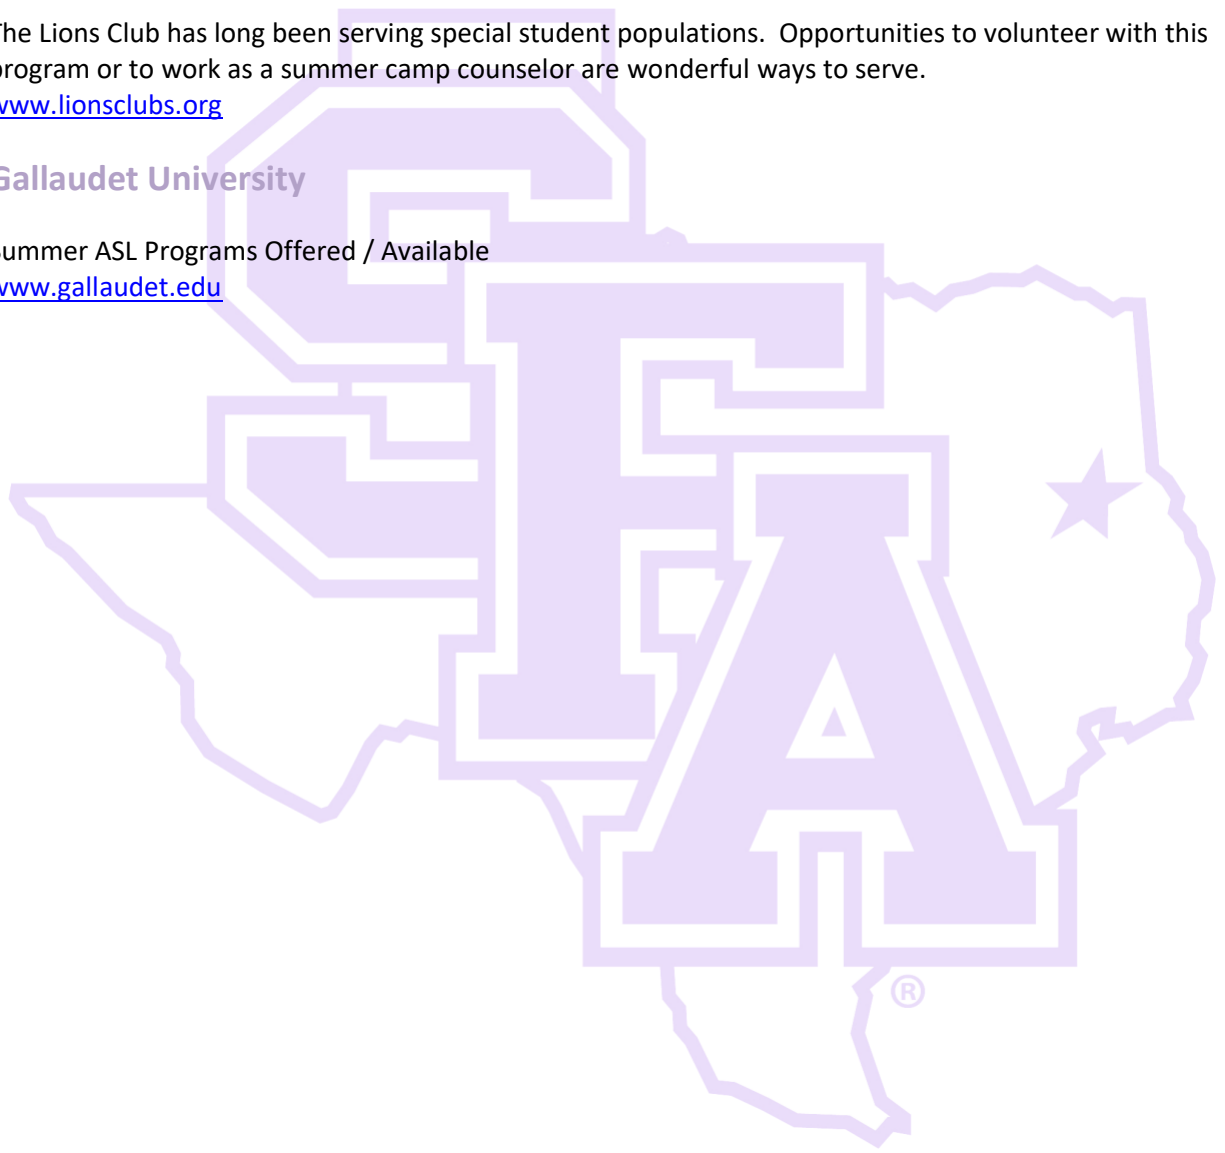 The Lions Club has long been serving special student populations.  Opportunities to volunteer with this
program or to work as a summer camp counselor are wonderful ways to serve.
www.lionsclubs.org
Gallaudet University
Summer ASL Programs Offered / Available
www.gallaudet.edu
SFA
®